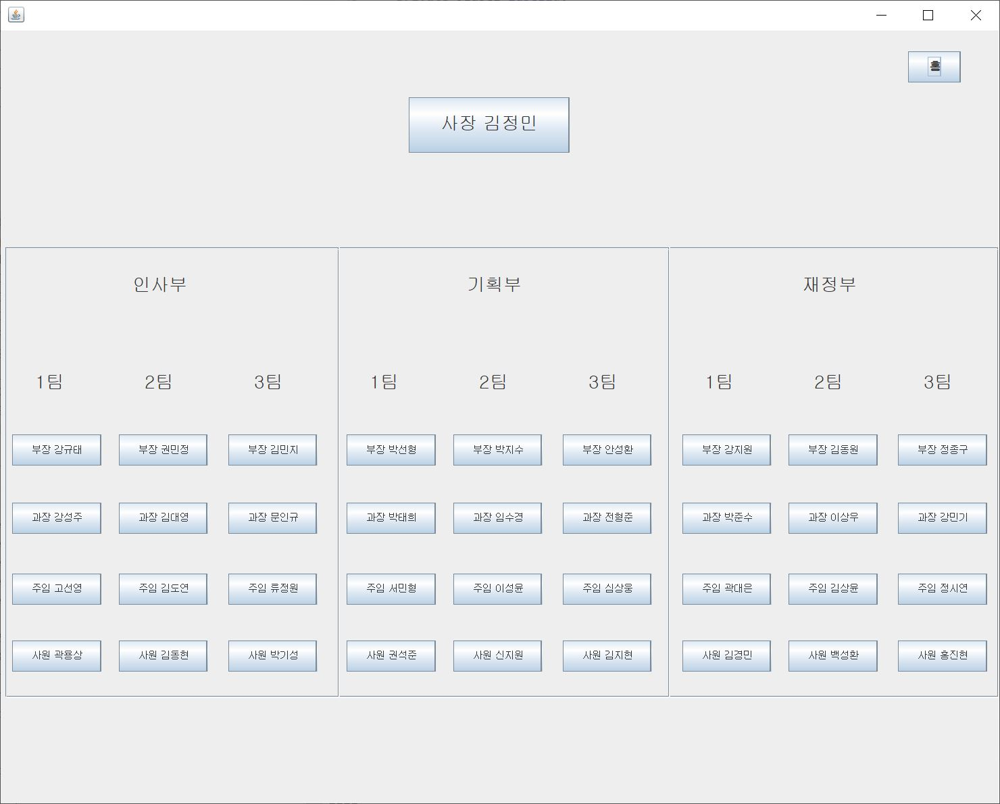 홈
사장 김정민
인사부 기획부 재정부
1팀 2팀 3팀 1팀 2팀 3팀 1팀 2팀 3팀
부장 강규태 부장 권민정 부장 김민지 부장 박선형 부장 박지수 부장 안성환 부장 강지원 부장 김동원 부장 정종구
과장 강성주 과장 김대영 과장 문인규 과장 박태희 과장 임수경 과장 전형준 과장 박준수 과장 이상우 과장 강민기
주임 고선영 주임 김도연 주임 류정원 주임 서민형 주임 이성윤 주임 심상웅 주임 곽대은 주임 김상윤 주임 정시연
사원 곽용상 사원 김동현 사원 박기성 사원 권석준 사원 신지원 사원 김지현 사원 김경민 사원 백성환 사원 홍진현